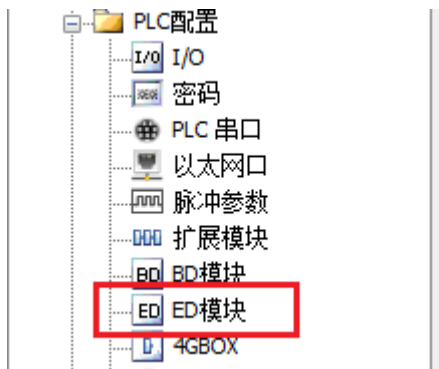 PLC配置
I/O I/O
密码
PLC 串口
以太网口
脉冲参数
扩展模块
BD BD模块
ED ED模块
4GBOX